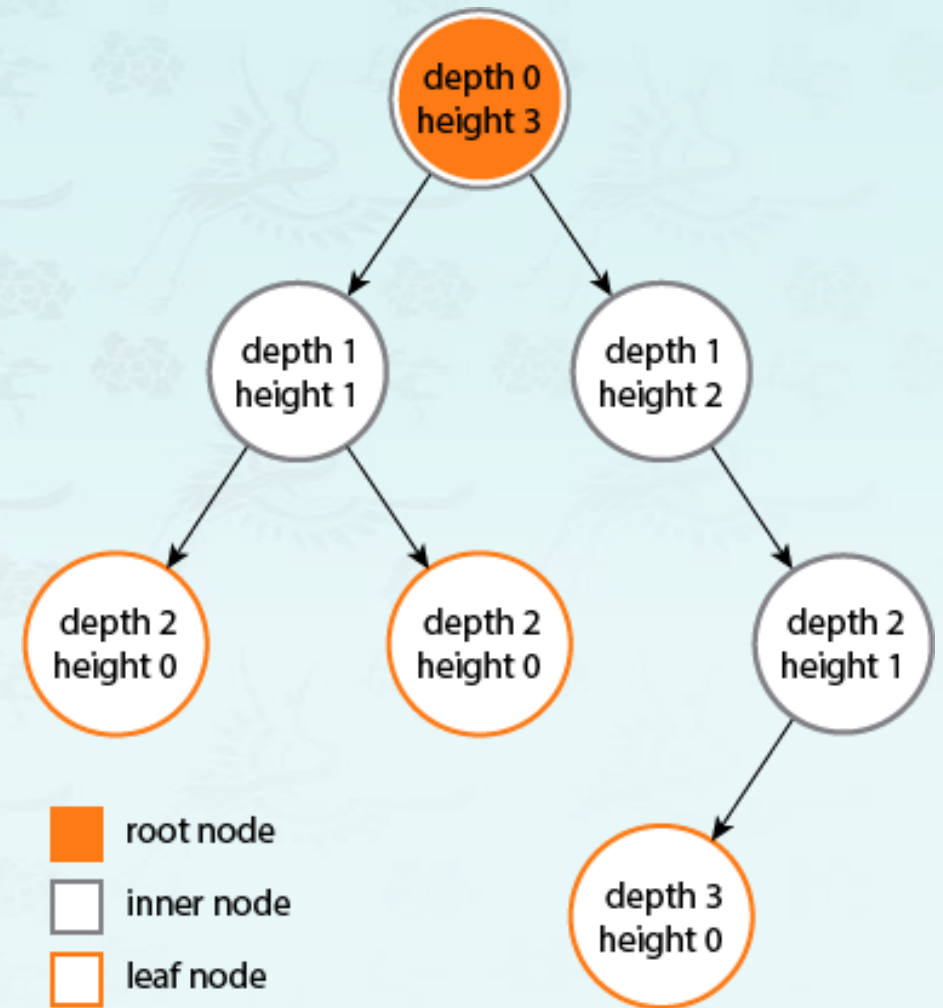 depth 0
height 3
depth 1
height 1
depth 1
height 2
depth 2
height 0
depth 2
height 0
depth 2
height 1
depth 3
height 0
root node
inner node
leaf node